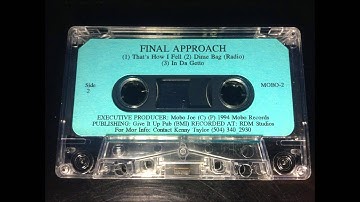 FINAL APPROACH
(1) That's How I Fell (2) Dime Bag (Radio)
(3) In Da Getto
Side
2
MOBO-2
EXECUTIVE PRODUCER: Mobo Joe (C) (P) 1994 Mobo Records
PUBLISHING: Give It Up Pub (BMI) RECORDED AT: RDM Studios
For Mor Info: Contact Kenny Taylor (504) 340 2930